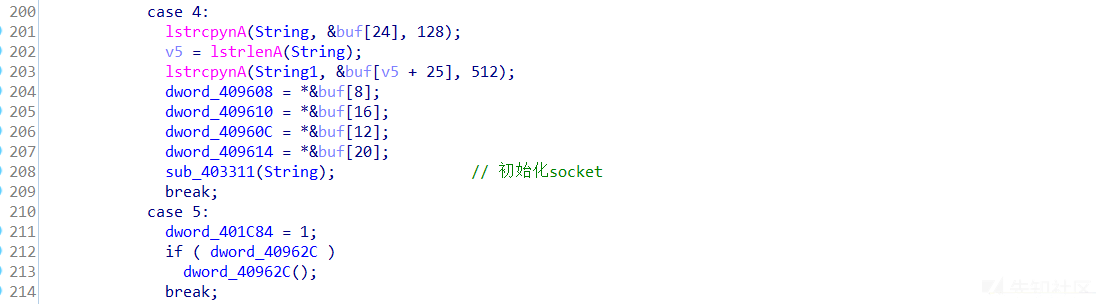 200 case 4:
201 lstrcpynA(String, &buf[24], 128);
202 v5 = lstrlenA(String);
203 lstrcpynA(String1, &buf[v5 + 25], 512);
204 dword_409608 = *&buf[8];
205 dword_409610 = *&buf[16];
206 dword_40960C = *&buf[12];
207 dword_409614 = *&buf[20];
208 sub_403311(String); // 初始化socket
209 break;
210 case 5:
211 dword_401C84 = 1;
212 if ( dword_40962C )
213 dword_40962C();
214 break;